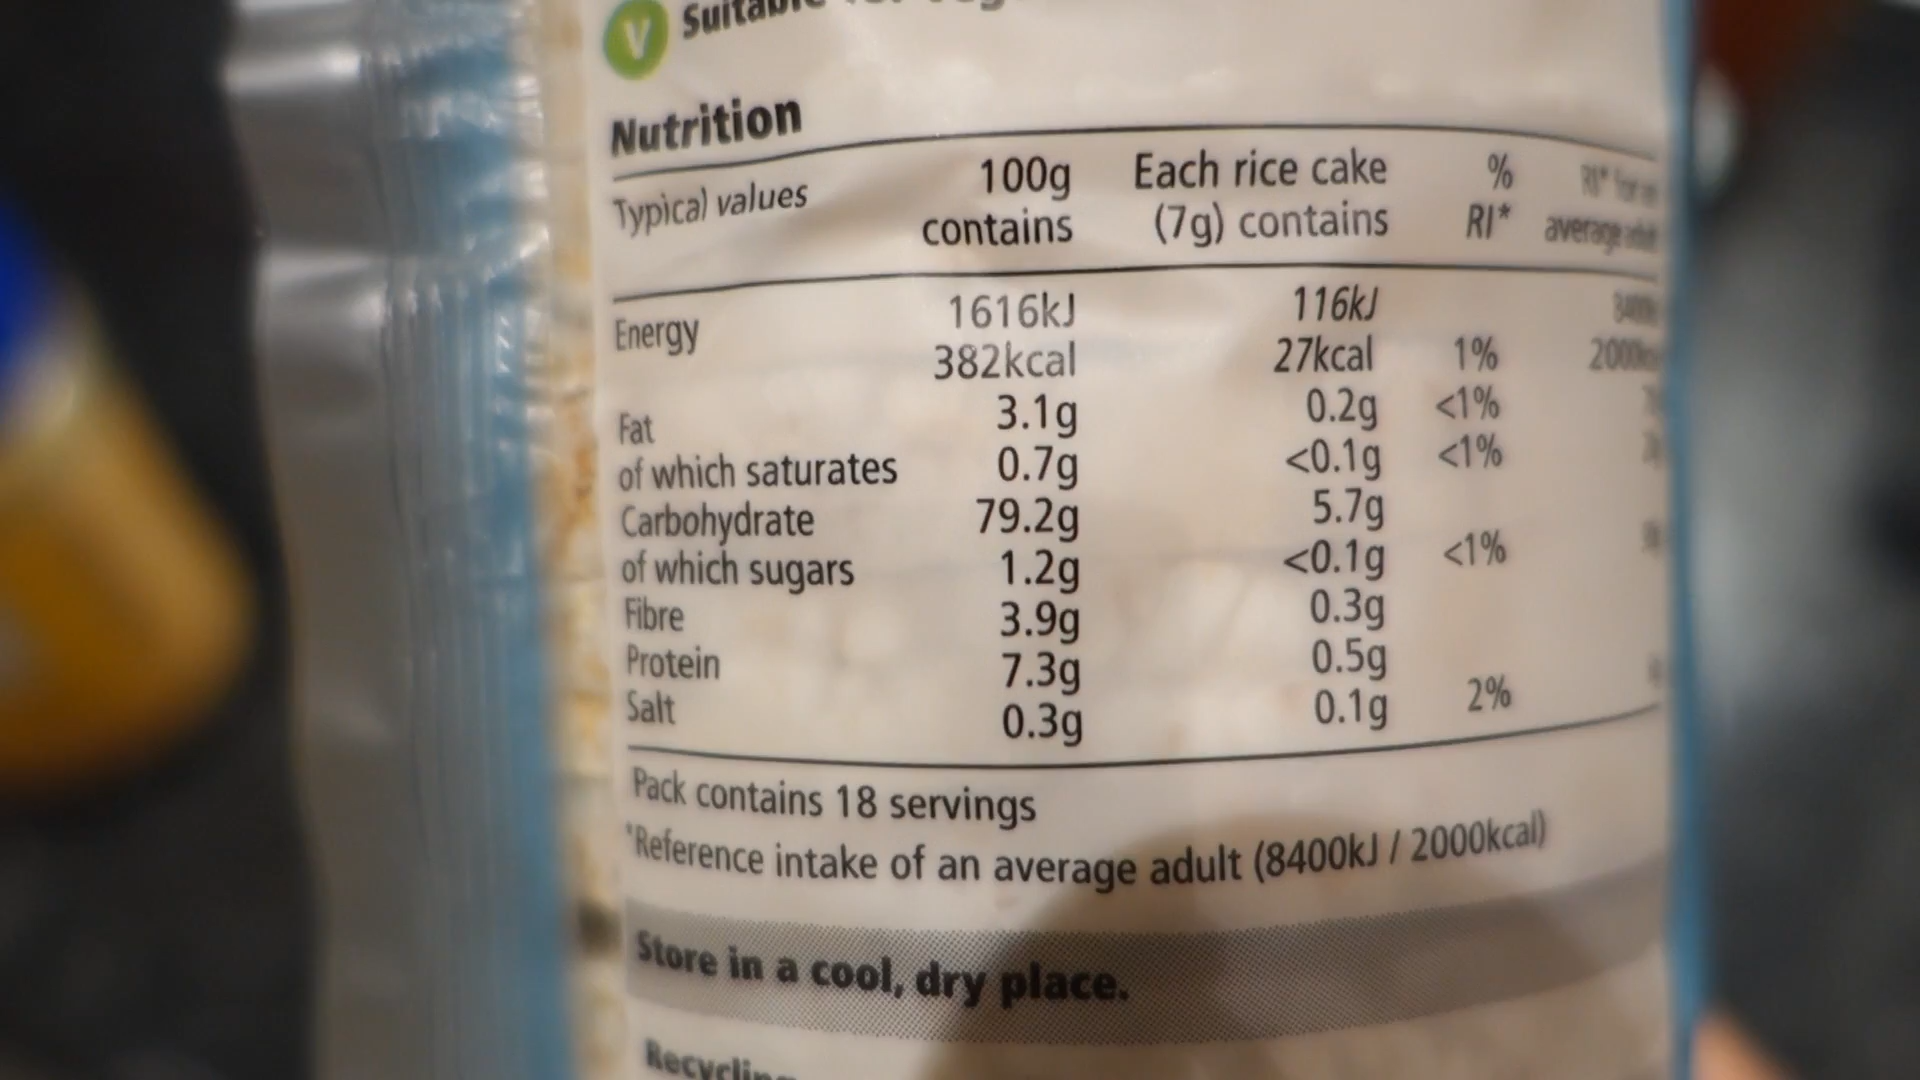 V Suitable
Nutrition
Typical values 100g contains Each rice cake (7g) contains % RI* RI* for average
Energy 1616kJ 116kJ
382kcal 27kcal 1%
Fat 3.1g 0.2g <1%
of which saturates 0.7g <0.1g <1%
Carbohydrate 79.2g 5.7g
of which sugars 1.2g <0.1g <1%
Fibre 3.9g 0.3g
Protein 7.3g 0.5g
Salt 0.3g 0.1g 2%
Pack contains 18 servings
*Reference intake of an average adult (8400kJ / 2000kcal)
Store in a cool, dry place.